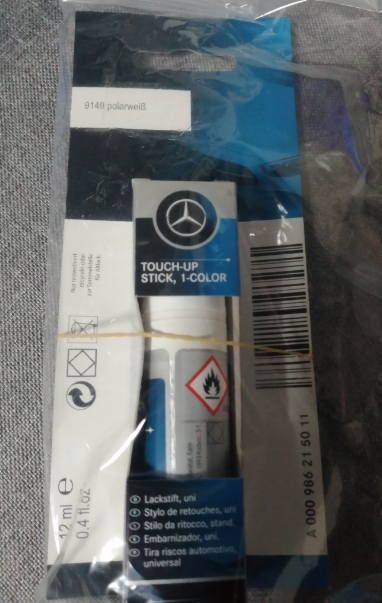 9149 polarweiß
TOUCH-UP
STICK, 1-COLOR
12 ml e
0.4 fl.oz
A 000 986 21 50 11
Lackstift, uni
Stylo de retouches, uni
Stilo da ritocco, stand.
Embarnizador, uni.
Tira riscos automotivo,
universal